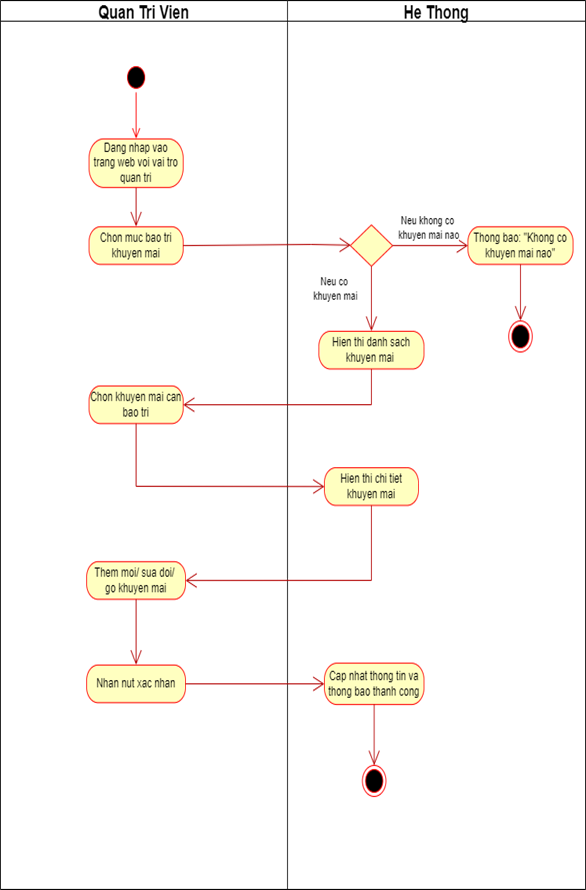 Quan Tri Vien
He Thong
Dang nhap vao
trang web voi vai tro
quan tri
Chon muc bao tri
khuyen mai
Neu khong co
khuyen mai nao
Thong bao: "Khong co
khuyen mai nao"
Neu co
khuyen mai
Hien thi danh sach
khuyen mai
Chon khuyen mai can
bao tri
Hien thi chi tiet
khuyen mai
Them moi/ sua doi/
go khuyen mai
Nhan nut xac nhan
Cap nhat thong tin va
thong bao thanh cong